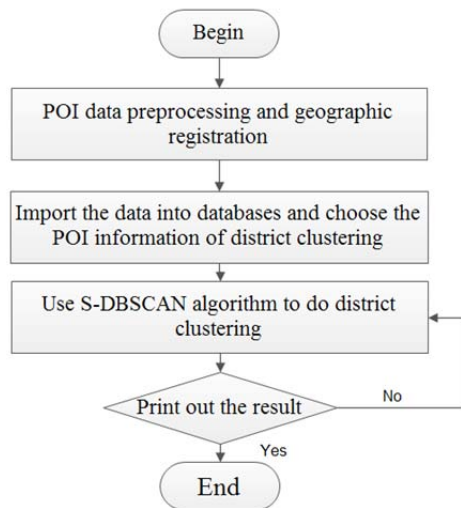 Begin
POI data preprocessing and geographic
registration
Import the data into databases and choose the
POI information of district clustering
Use S-DBSCAN algorithm to do district
clustering
Print out the result
No
Yes
End